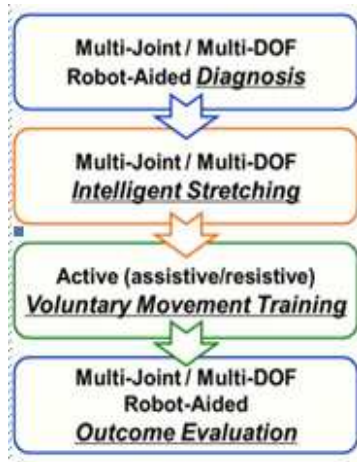 Multi-Joint / Multi-DOF
Robot-Aided Diagnosis
Multi-Joint / Multi-DOF
Intelligent Stretching
Active (assistive/resistive)
Voluntary Movement Training
Multi-Joint / Multi-DOF
Robot-Aided
Outcome Evaluation